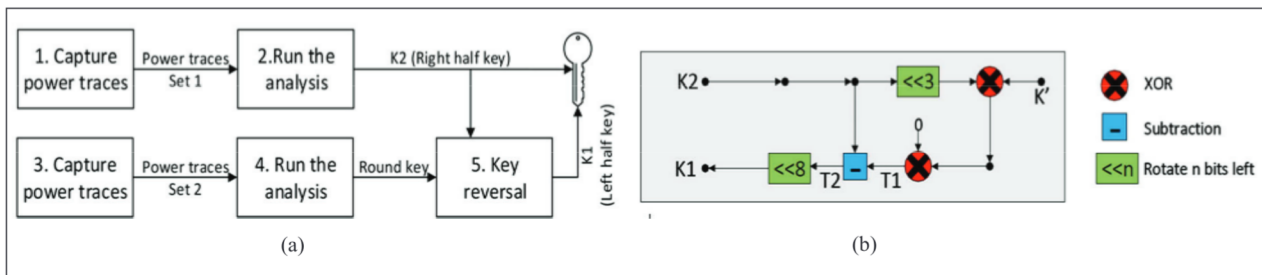 1. Capture
power traces
Power traces
Set 1
2.Run the
analysis
K2 (Right half key)
3. Capture
power traces
Power traces
Set 2
4. Run the
analysis
Round key
5. Key
reversal
K1
(Left half key)
(a)
K2
<<3
K'
0
K1
<<8
T2
-
T1
XOR
-
Subtraction
<<n
Rotate n bits left
(b)